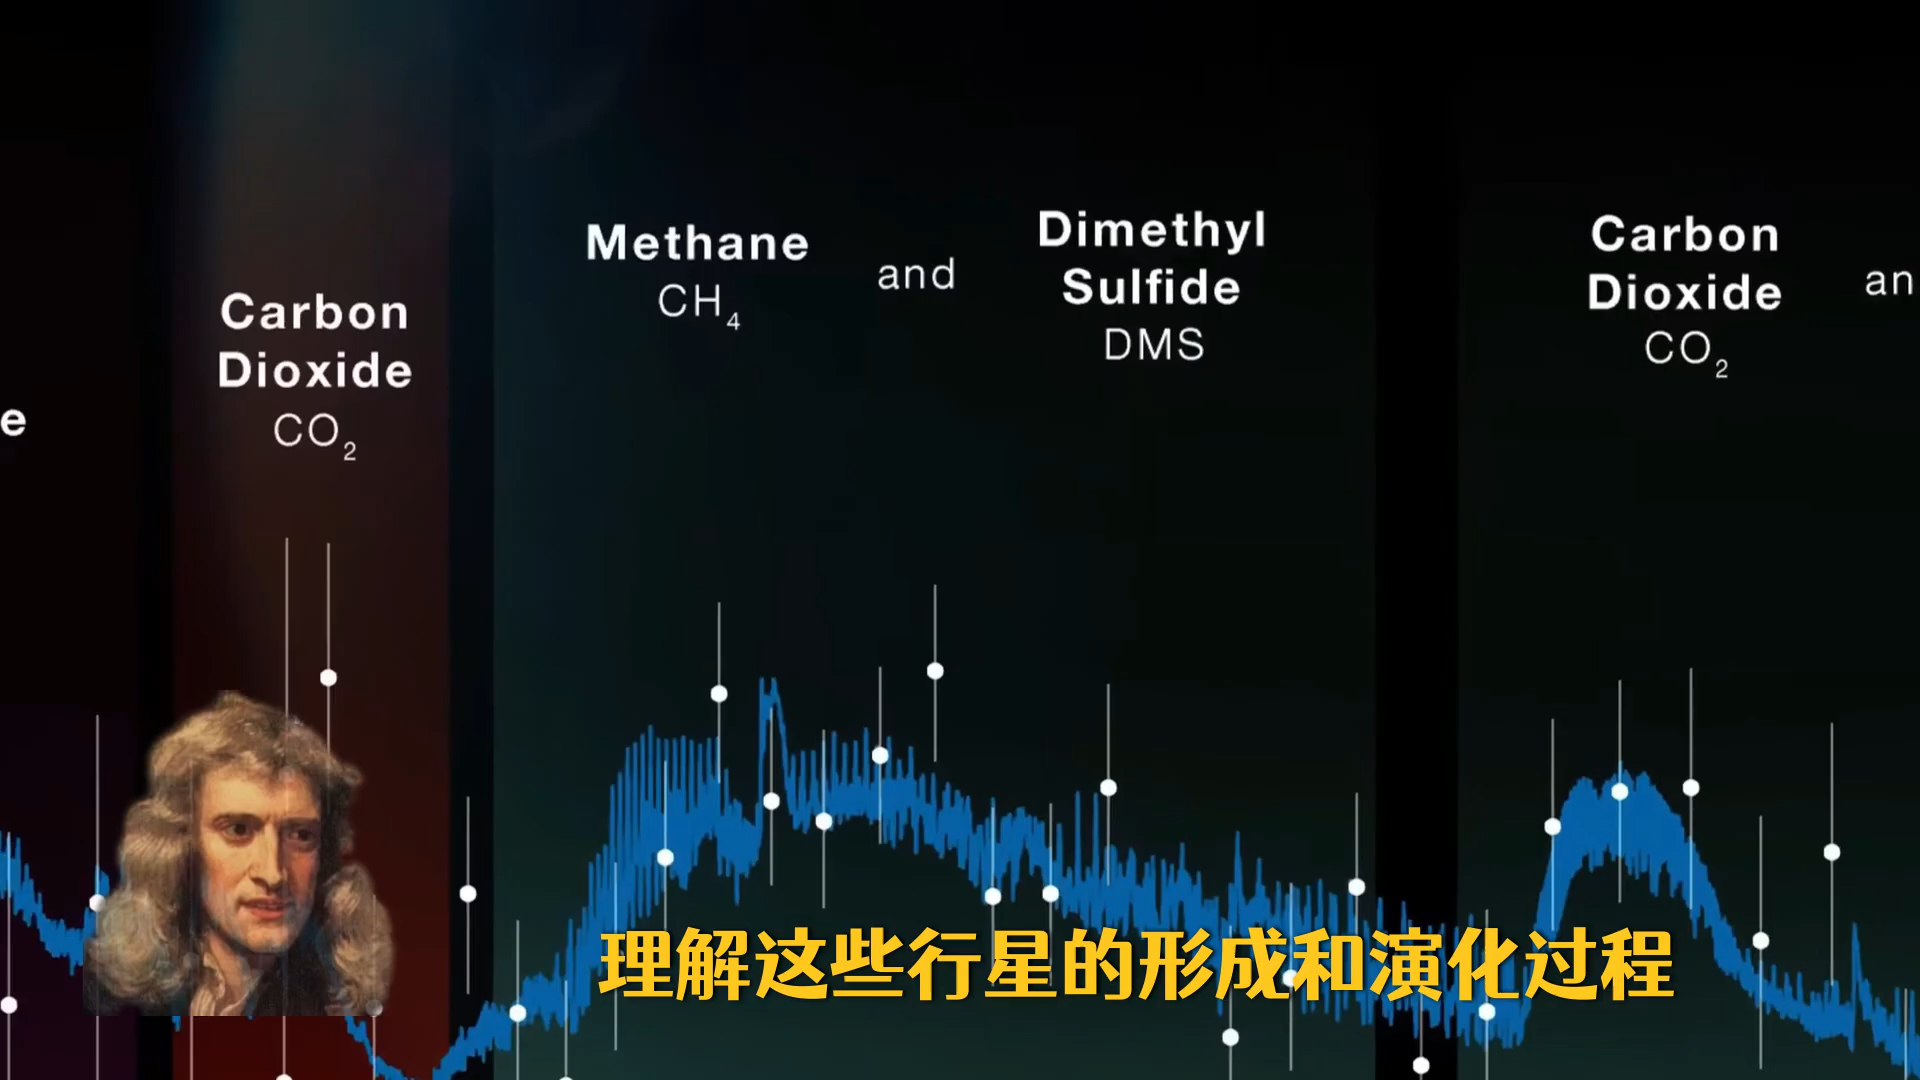 e
Carbon
Dioxide
CO₂
Methane
CH₄
and
Dimethyl
Sulfide
DMS
Carbon
Dioxide
CO₂
an
理解这些行星的形成和演化过程